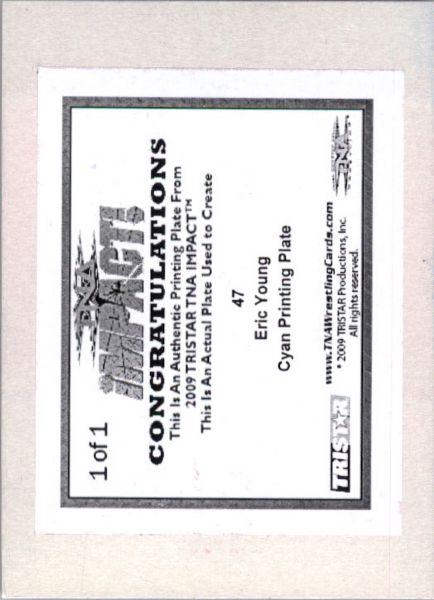 1 of 1
TNA
IMPACT!
CONGRATULATIONS
This Is An Authentic Printing Plate From
2009 TRISTAR TNA IMPACT™
This Is An Actual Plate Used to Create
47
Eric Young
Cyan Printing Plate
www.TNAWrestlingCards.com
TRISTAR
* 2009 TRISTAR Productions, Inc.
All rights reserved.
TNA